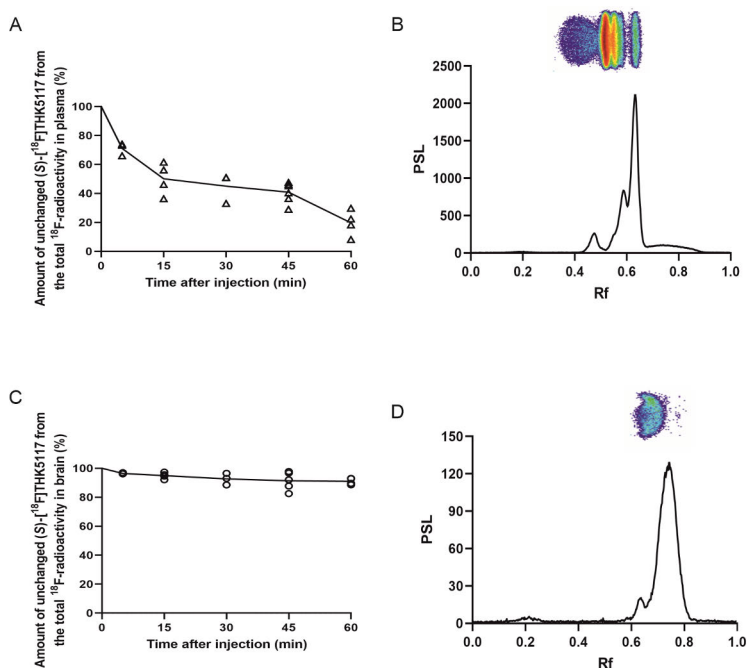 A
Amount of unchanged (S)-[18F]THK5117 from
the total 18F-radioactivity in plasma (%)
100
80
60
40
20
0
0 5 15 30 45 60
Time after injection (min)
B
PSL
2500
2000
1500
1000
500
0
0.0 0.2 0.4 0.6 0.8 1.0
Rf
C
Amount of unchanged (S)-[18F]THK5117 from
the total 18F-radioactivity in brain (%)
100
80
60
40
20
0
0 5 15 30 45 60
Time after injection (min)
D
PSL
150
120
90
60
30
0
0.0 0.2 0.4 0.6 0.8 1.0
Rf